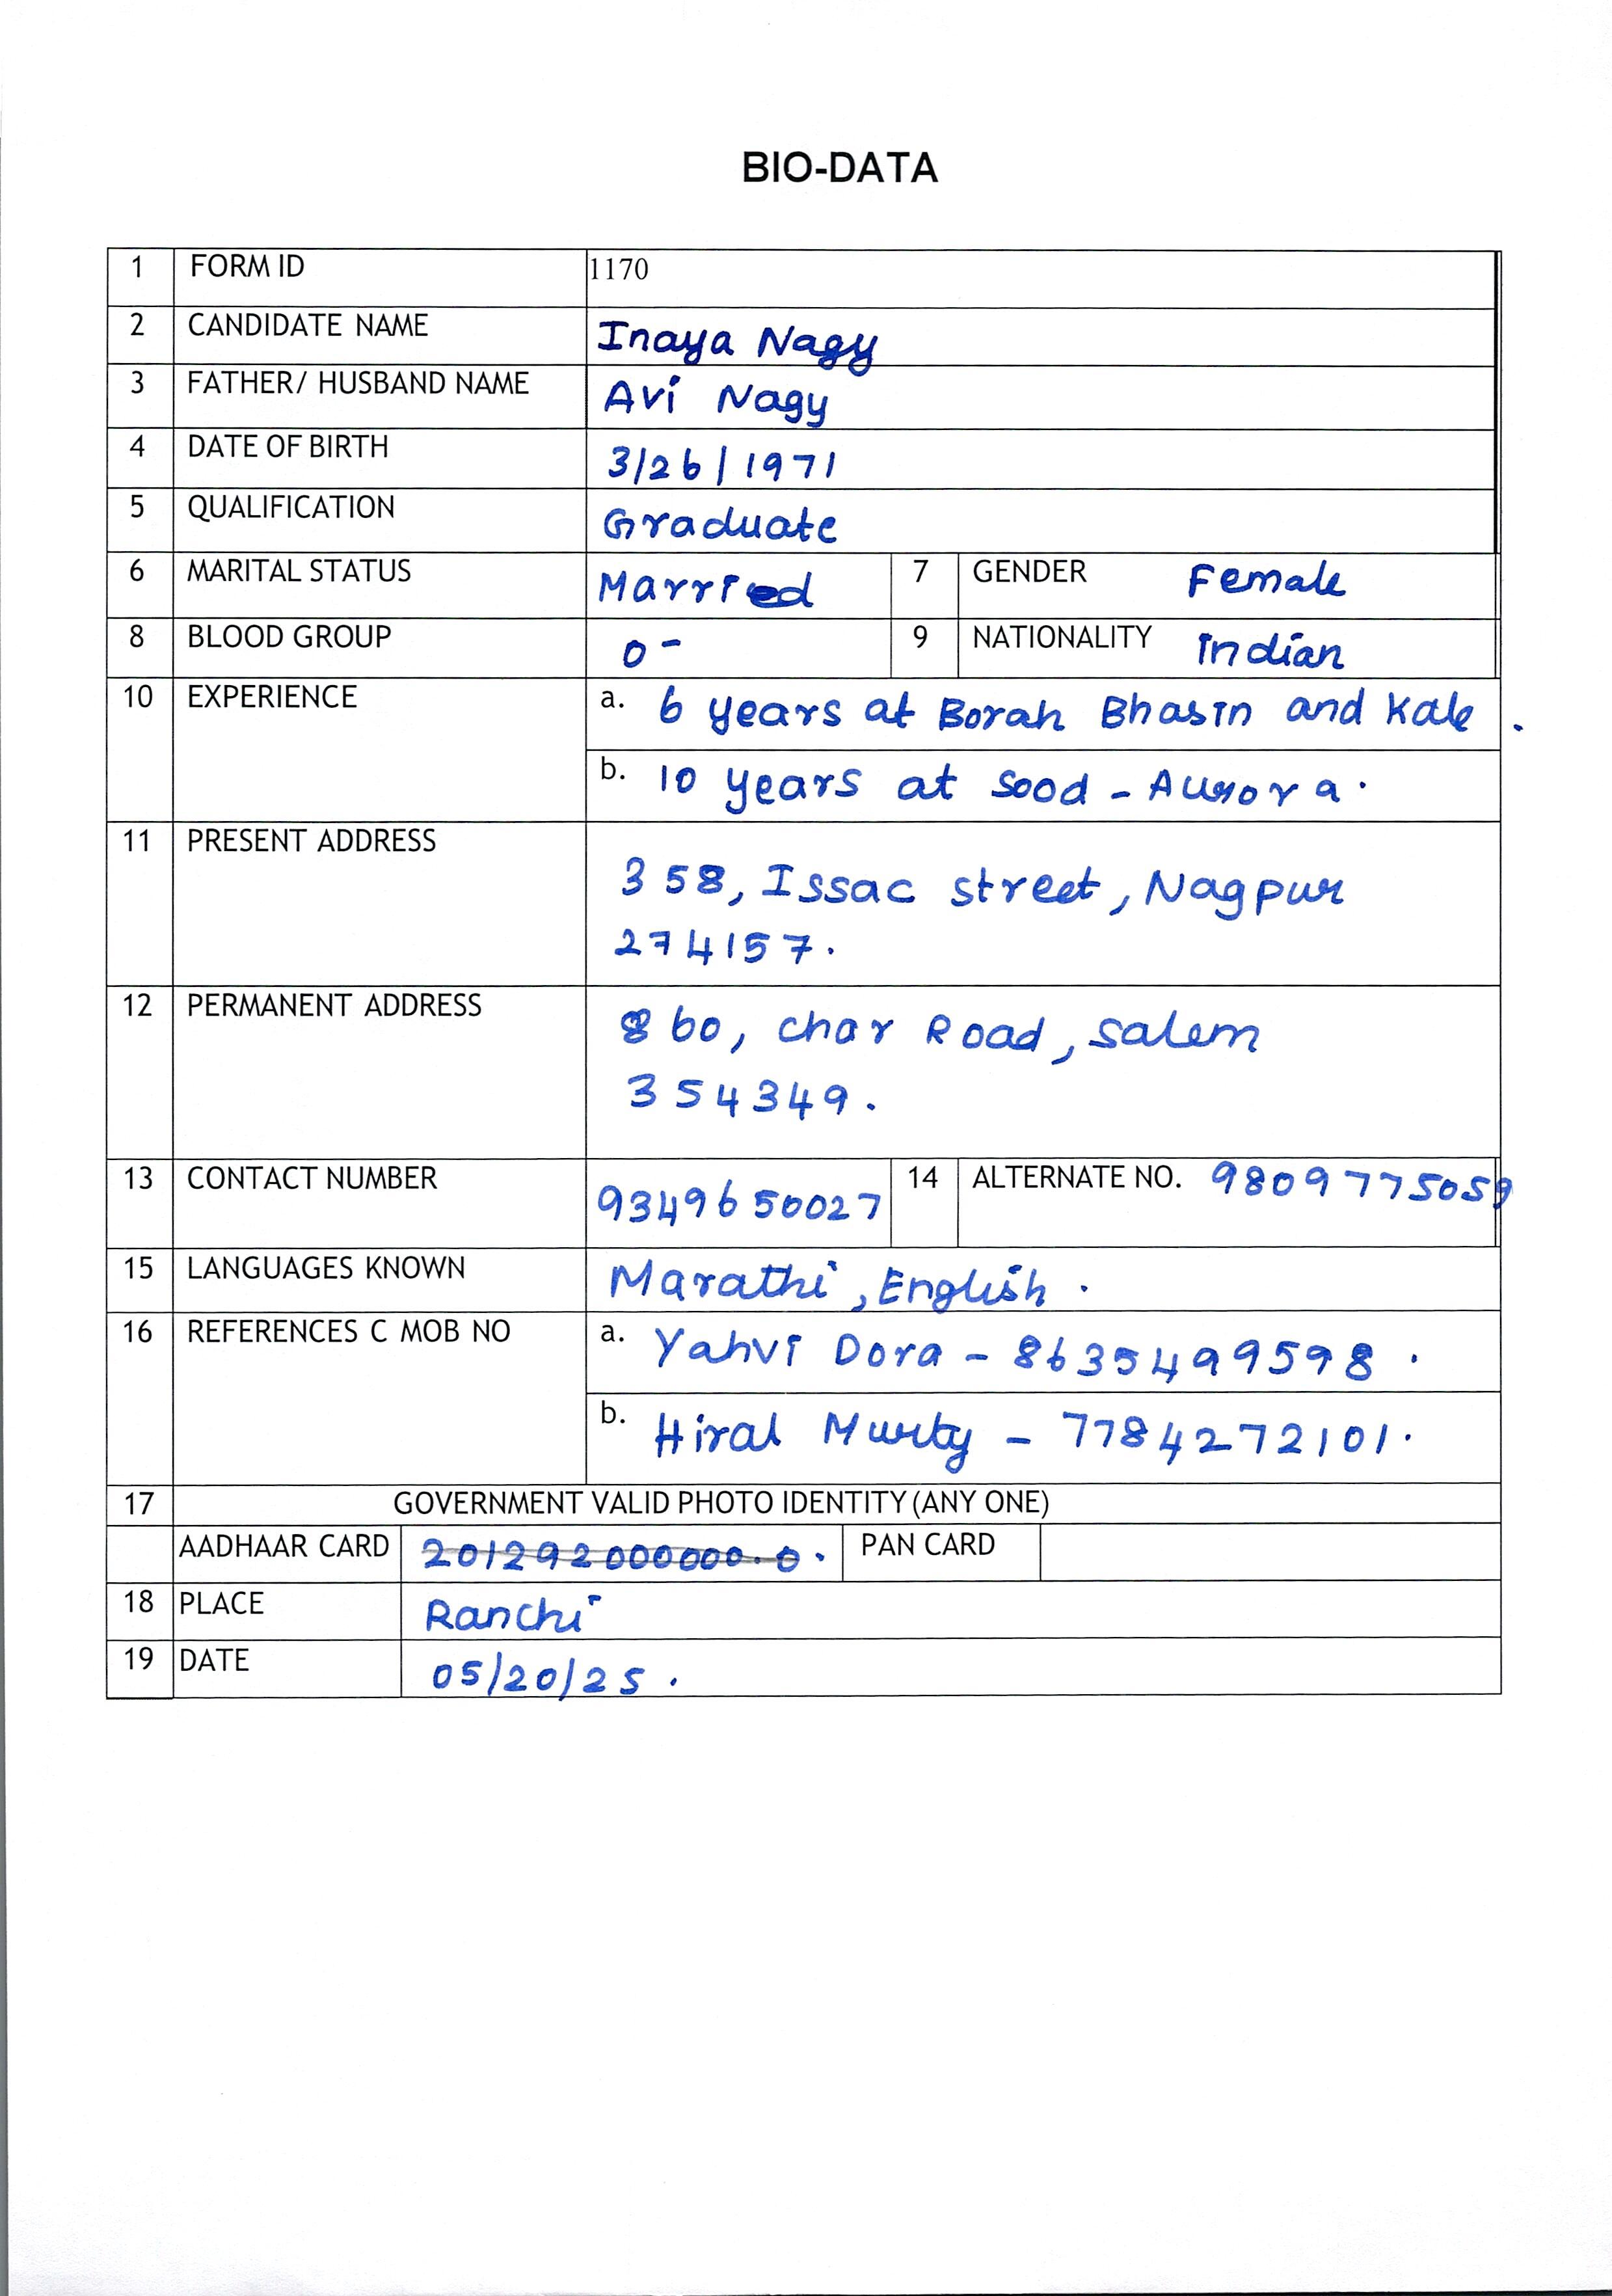 BIO-DATA
1 FORM ID 1170
2 CANDIDATE NAME Inaya Nagy
3 FATHER/ HUSBAND NAME Avi Nagy
4 DATE OF BIRTH 3/26/1971
5 QUALIFICATION Graduate
6 MARITAL STATUS Married 7 GENDER Female
8 BLOOD GROUP O- 9 NATIONALITY Indian
10 EXPERIENCE a. 6 years at Borah Bhasin and Kale.
b. 10 years at Sood-
11 PRESENT ADDRESS
358, Issac street, Nagpur
274157.
12 PERMANENT ADDRESS
860, char Road, Salem
354349.
13 CONTACT NUMBER 9349650027 14 ALTERNATE NO. 9809775059
15 LANGUAGES KNOWN Marathi, English.
16 REFERENCES C MOB NO a. Yahvi Dora - 8635499598.
b. Hiral Murty - 7784272101.
17 GOVERNMENT VALID PHOTO IDENTITY (ANY ONE)
AADHAAR CARD 201292000000.0. PAN CARD
18 PLACE Ranchi
19 DATE 05/20/25.